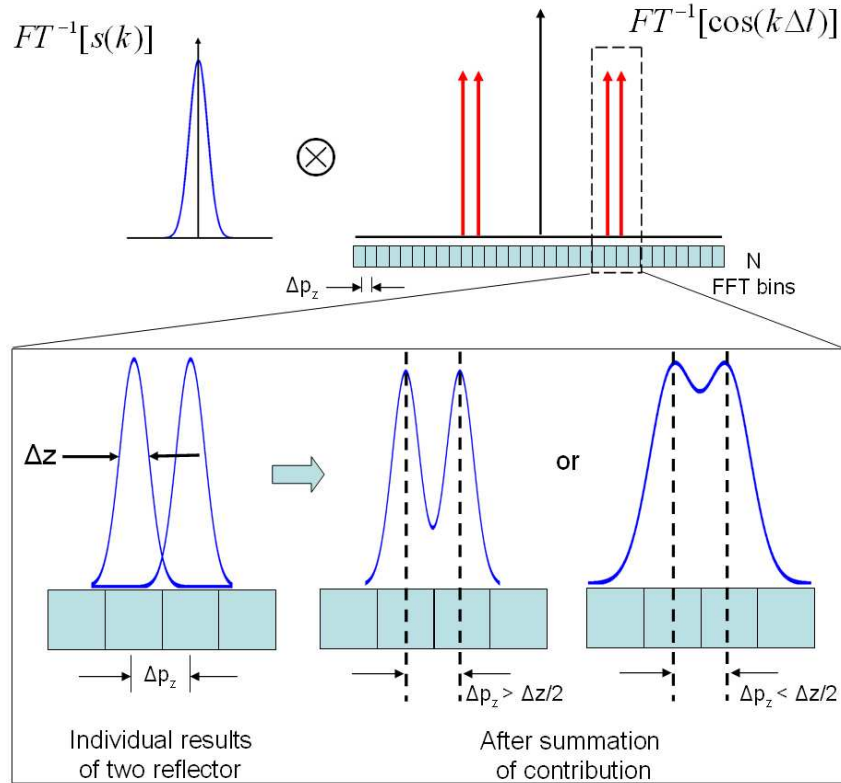 FT⁻¹[s(k)]
FT⁻¹[cos(kΔl)]
N
FFT bins
Δp_z
Δz
or
Δp_z
Δp_z > Δz/2
Δp_z < Δz/2
Individual results
of two reflector
After summation
of contribution